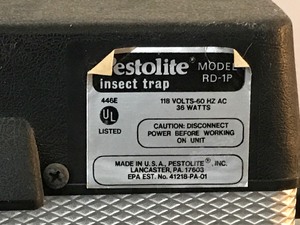 Pestolite® MODEL
insect trap RD-1P
446E 118 VOLTS-60 HZ AC
36 WATTS
UL
LISTED
CAUTION: DISCONNECT
POWER BEFORE WORKING
ON UNIT
MADE IN U.S.A., PESTOLITE®, INC.
LANCASTER, PA. 17603
EPA EST. No. 41218-PA-01